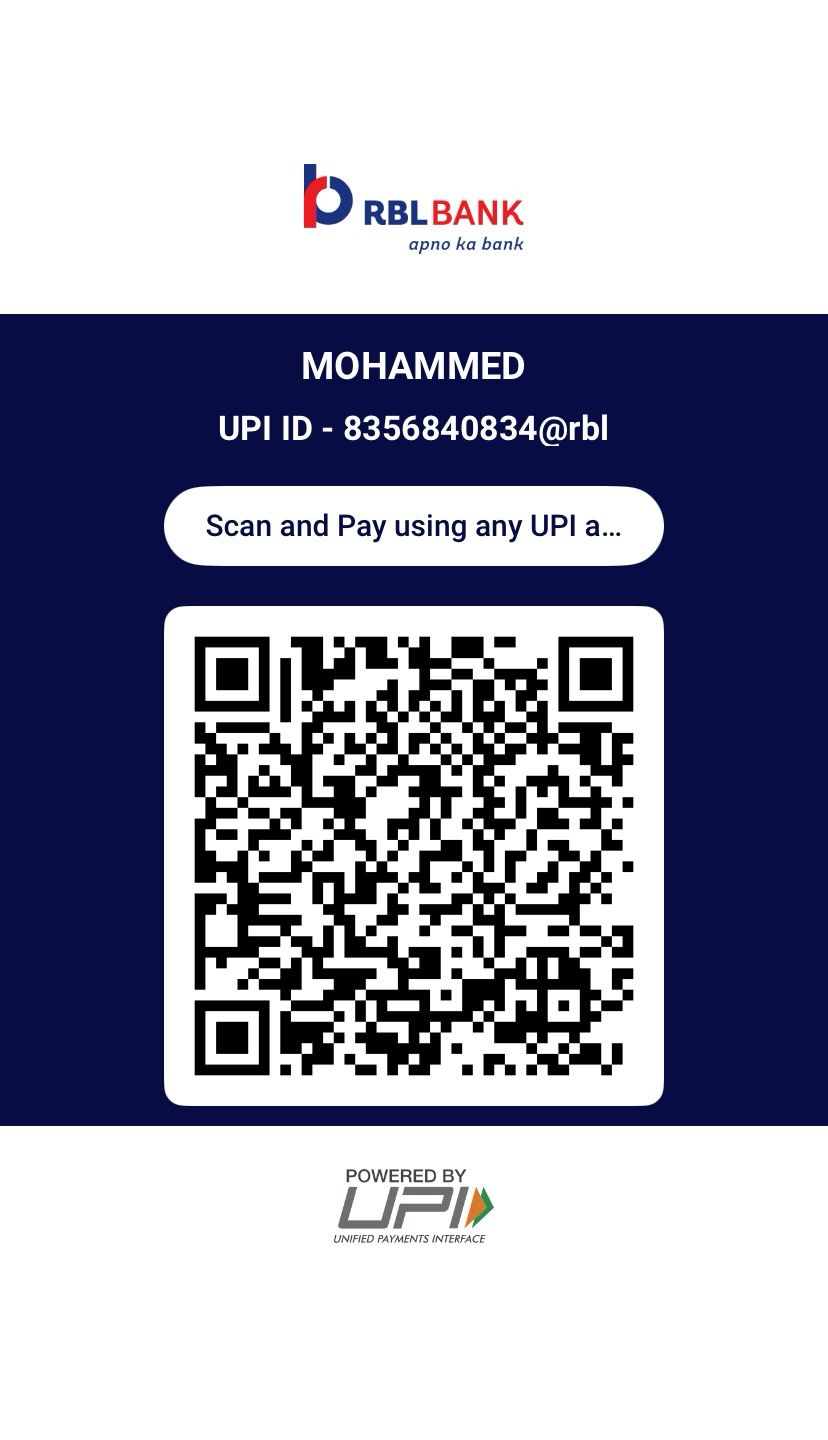 RBL BANK
apno ka bank
MOHAMMED
UPI ID - 8356840834@rbl
Scan and Pay using any UPI a...
POWERED BY
UPI
UNIFIED PAYMENTS INTERFACE